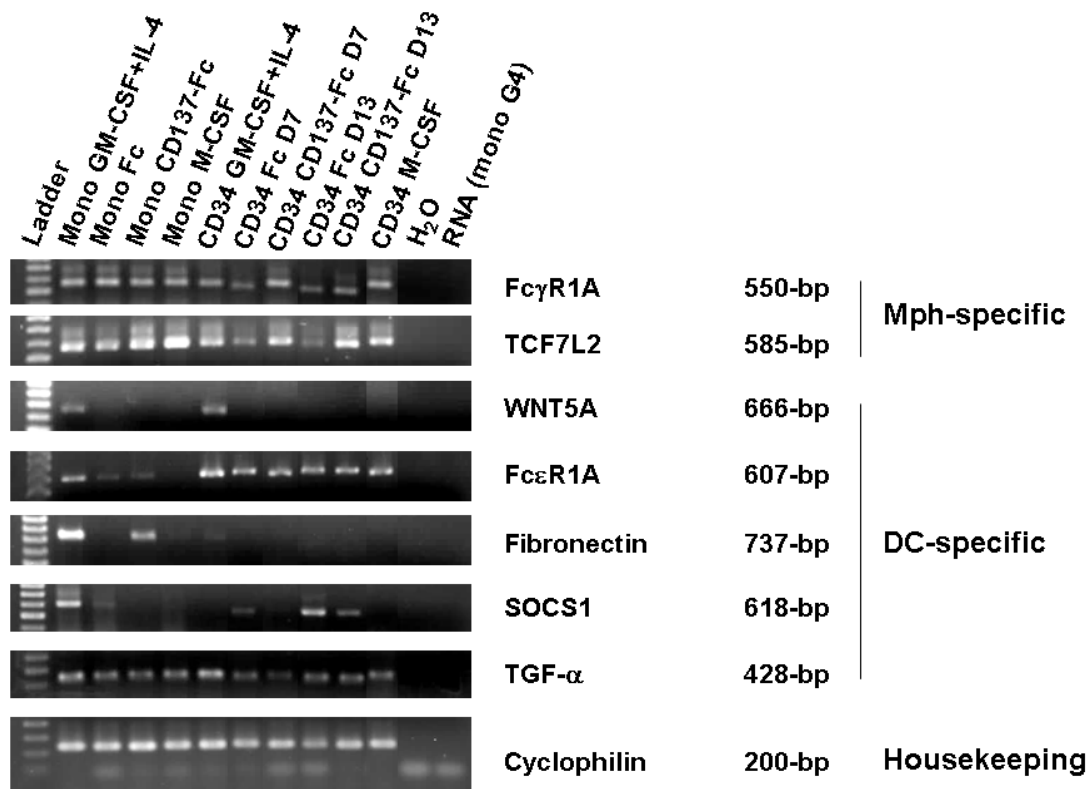 Ladder
Mono GM-CSF+IL-4
Mono Fc
Mono CD137-Fc
Mono M-CSF
CD34 GM-CSF+IL-4
CD34 Fc D7
CD34 CD137-Fc D7
CD34 Fc D13
CD34 CD137-Fc D13
CD34 M-CSF
H₂O
RNA (mono G4)
FcγR1A 550-bp
Mph-specific
TCF7L2 585-bp
WNT5A 666-bp
FcεR1A 607-bp
Fibronectin 737-bp DC-specific
SOCS1 618-bp
TGF-α 428-bp
Cyclophilin 200-bp Housekeeping